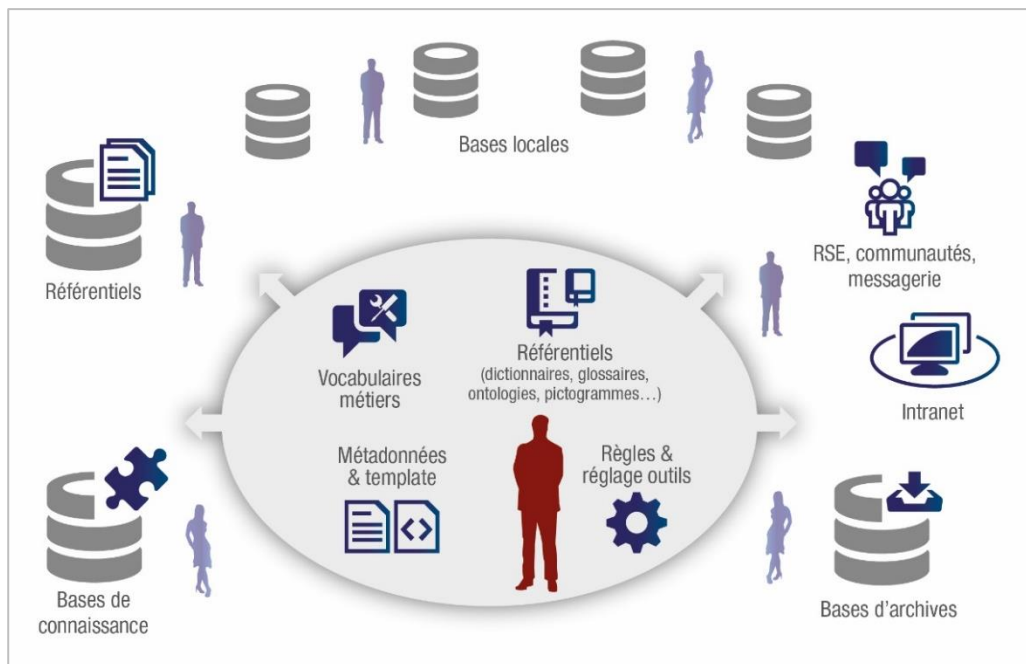 Bases locales
Référentiels
RSE, communautés,
messagerie
Vocabulaires
métiers
Référentiels
(dictionnaires, glossaires,
ontologies, pictogrammes…)
Intranet
Métadonnées
& template
Règles &
réglage outils
Bases de
connaissance
Bases d’archives